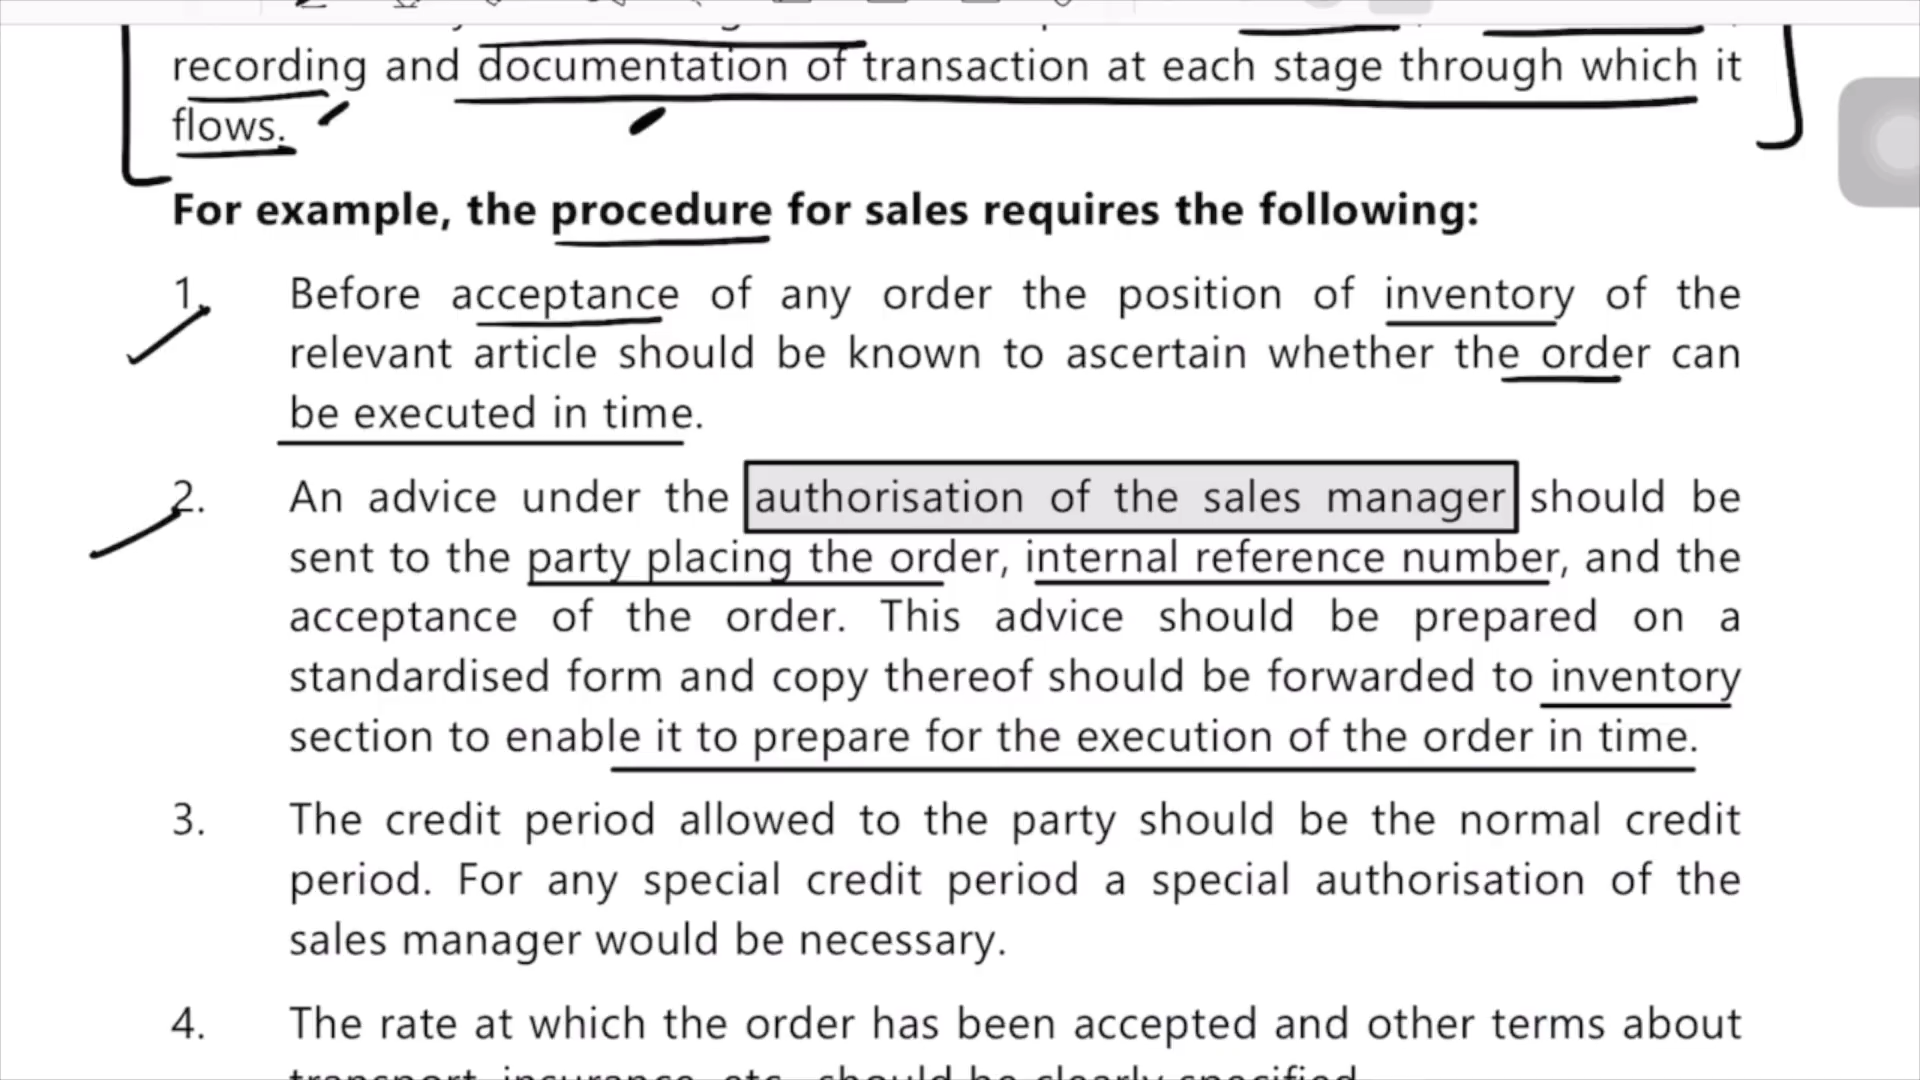 recording and documentation of transaction at each stage through which it
flows.
For example, the procedure for sales requires the following:
1. Before acceptance of any order the position of inventory of the
relevant article should be known to ascertain whether the order can
be executed in time.
2. An advice under the authorisation of the sales manager should be
sent to the party placing the order, internal reference number, and the
acceptance of the order. This advice should be prepared on a
standardised form and copy thereof should be forwarded to inventory
section to enable it to prepare for the execution of the order in time.
3. The credit period allowed to the party should be the normal credit
period. For any special credit period a special authorisation of the
sales manager would be necessary.
4. The rate at which the order has been accepted and other terms about
transport, insurance, etc., should be clearly specified.